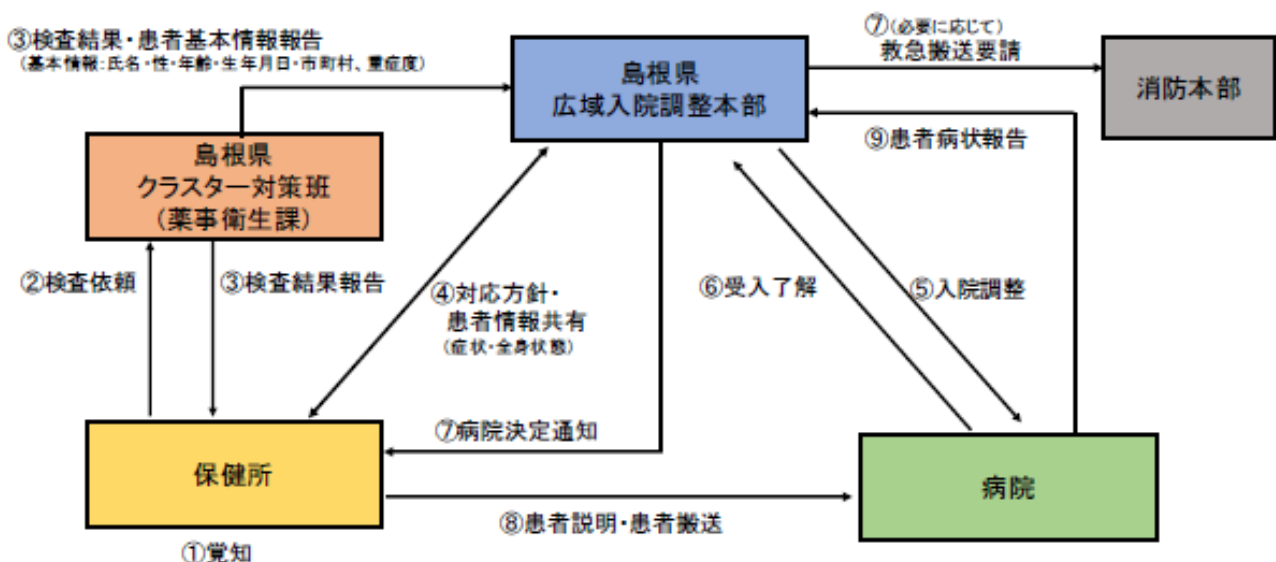 ③検査結果・患者基本情報報告
(基本情報:氏名・性・年齢・生年月日・市町村、重症度)
島根県
広域入院調整本部
⑦(必要に応じて)
救急搬送要請
消防本部
⑨患者病状報告
島根県
クラスター対策班
(薬事衛生課)
②検査依頼
③検査結果報告
④対応方針・
患者情報共有
(症状・全身状態)
⑥受入了解
⑤入院調整
⑦病院決定通知
保健所
病院
⑧患者説明・患者搬送
①覚知